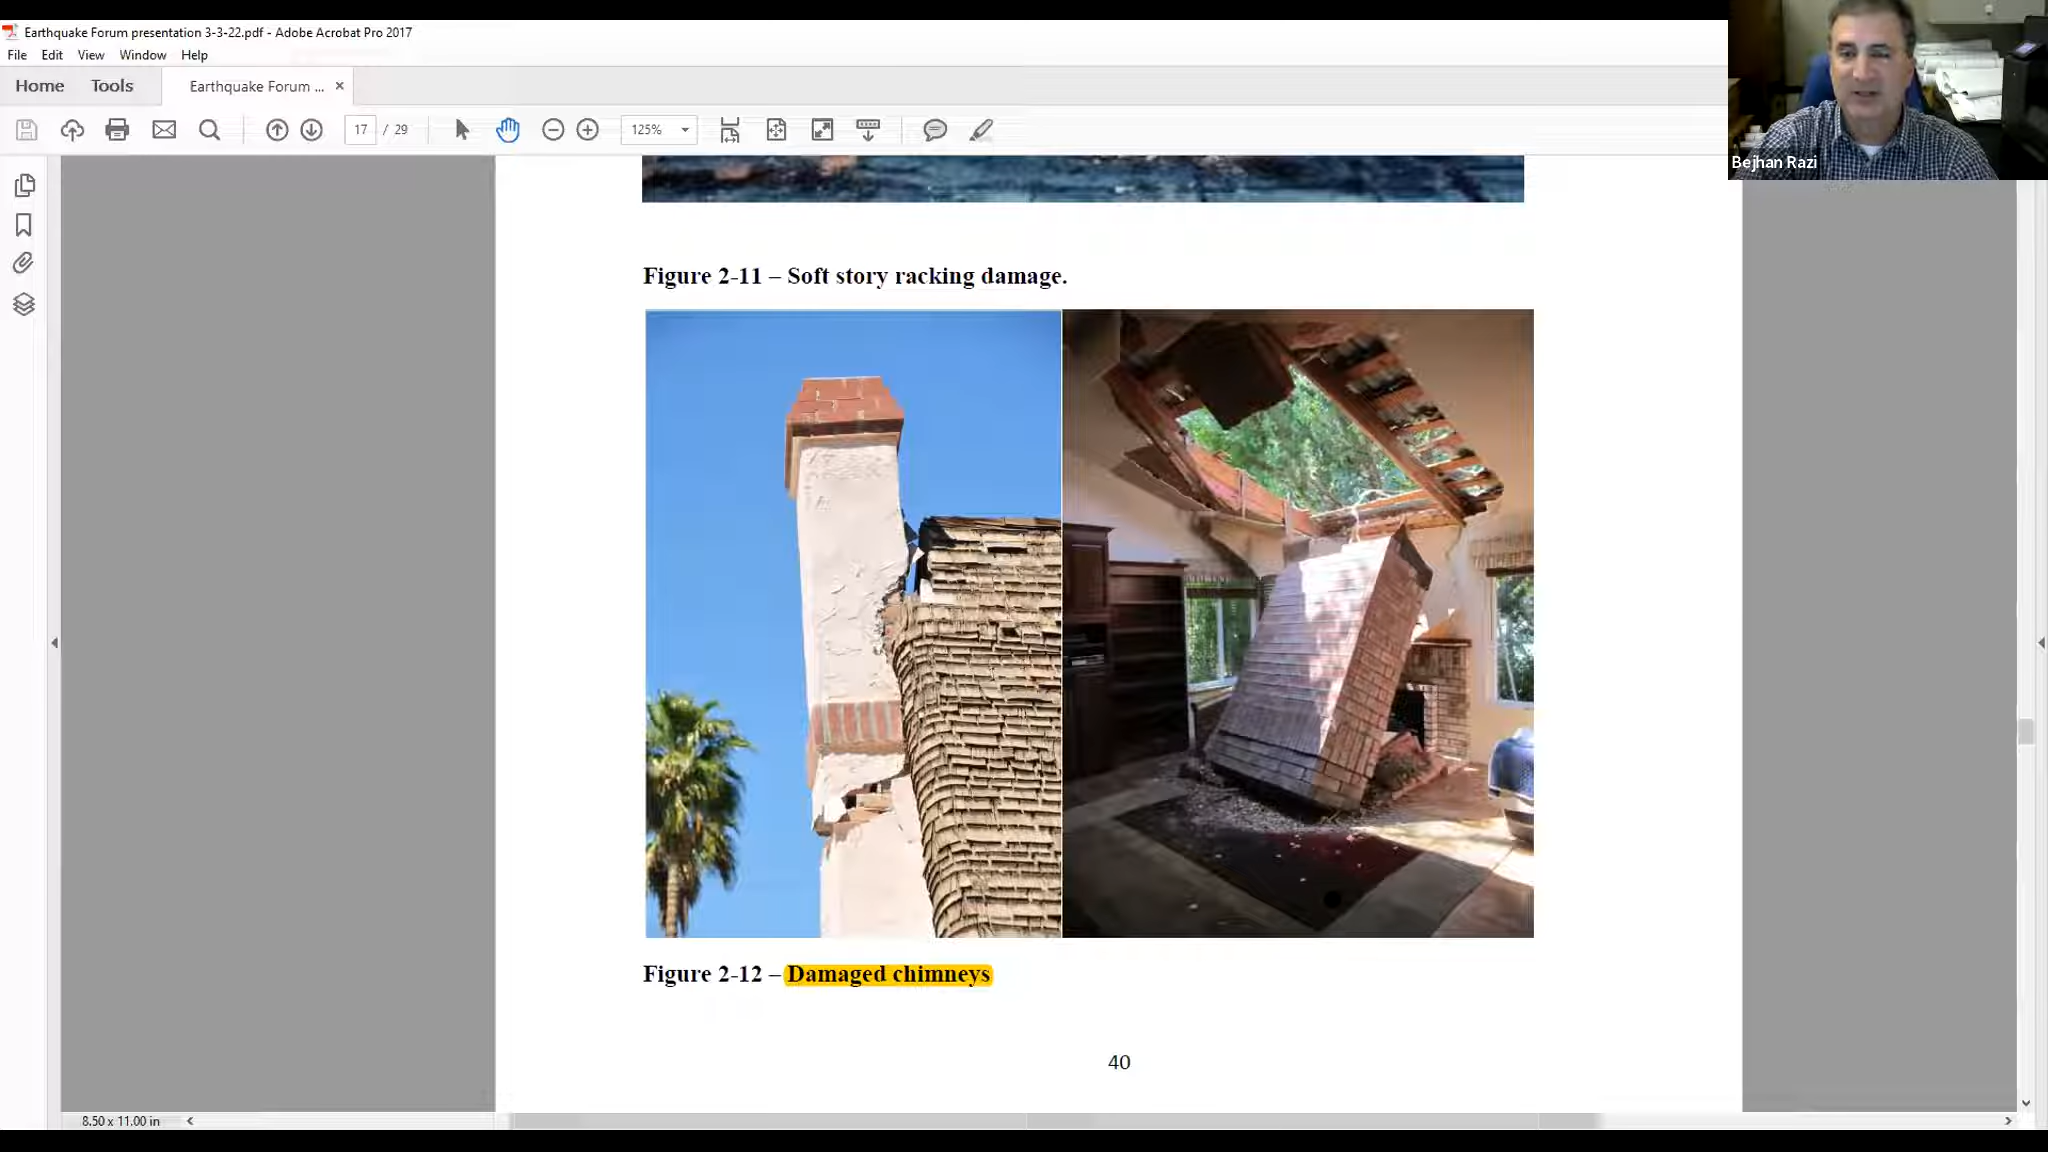 Earthquake Forum presentation 3-3-22.pdf - Adobe Acrobat Pro 2017
File Edit View Window Help
Home Tools Earthquake Forum ... ×
17 / 29 125%
Bejhan Razi
Figure 2-11 – Soft story racking damage.
Figure 2-12 – Damaged chimneys
40
8.50 x 11.00 in